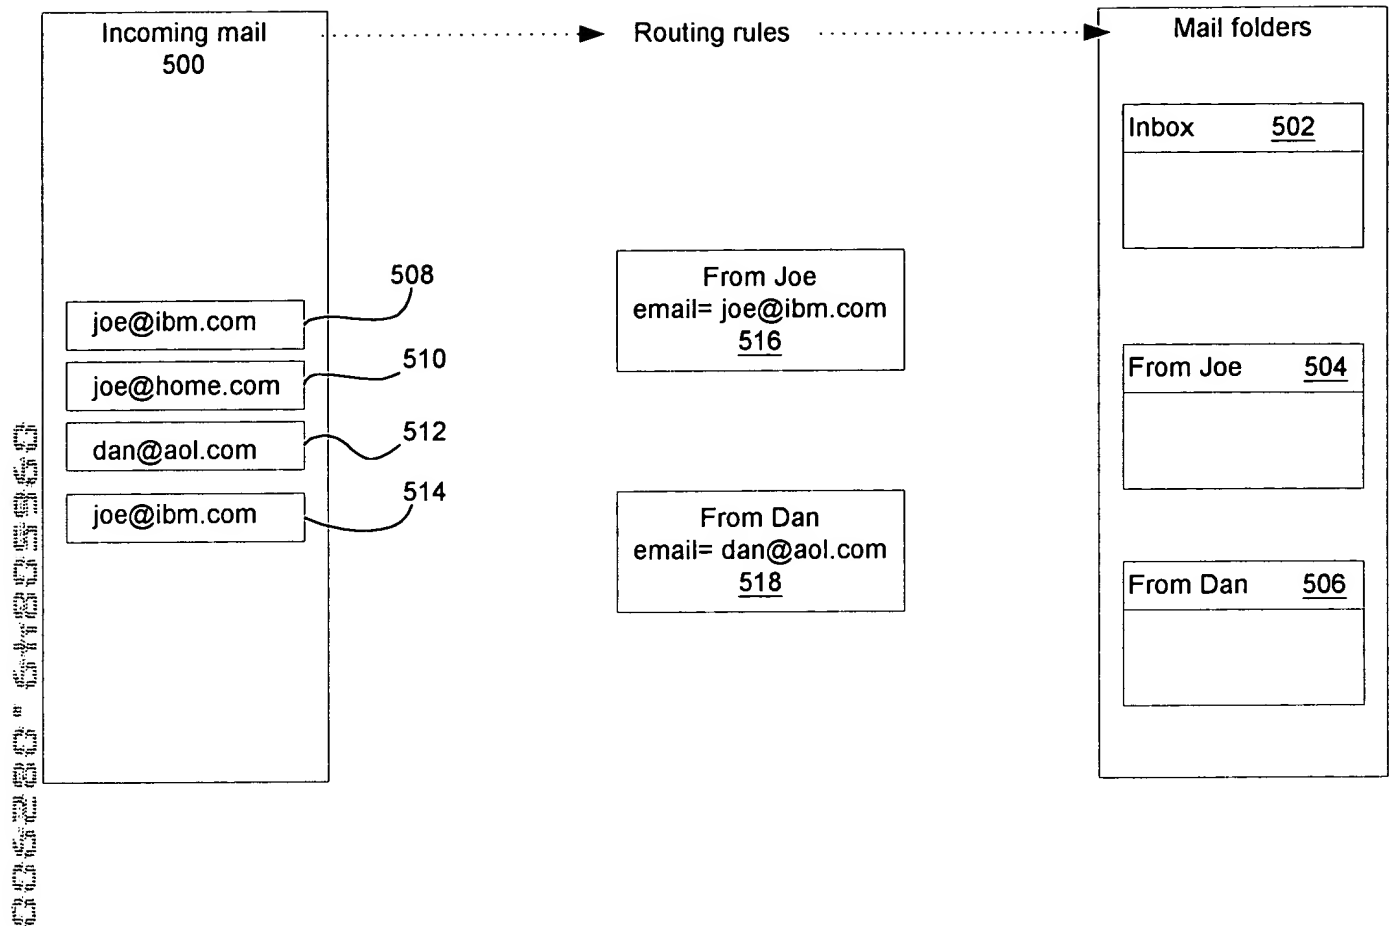 Incoming mail
500
Routing rules
Mail folders
Inbox 502
508
joe@ibm.com
510
joe@home.com
512
dan@aol.com
514
joe@ibm.com
From Joe
email= joe@ibm.com
516
From Dan
email= dan@aol.com
518
From Joe 504
From Dan 506